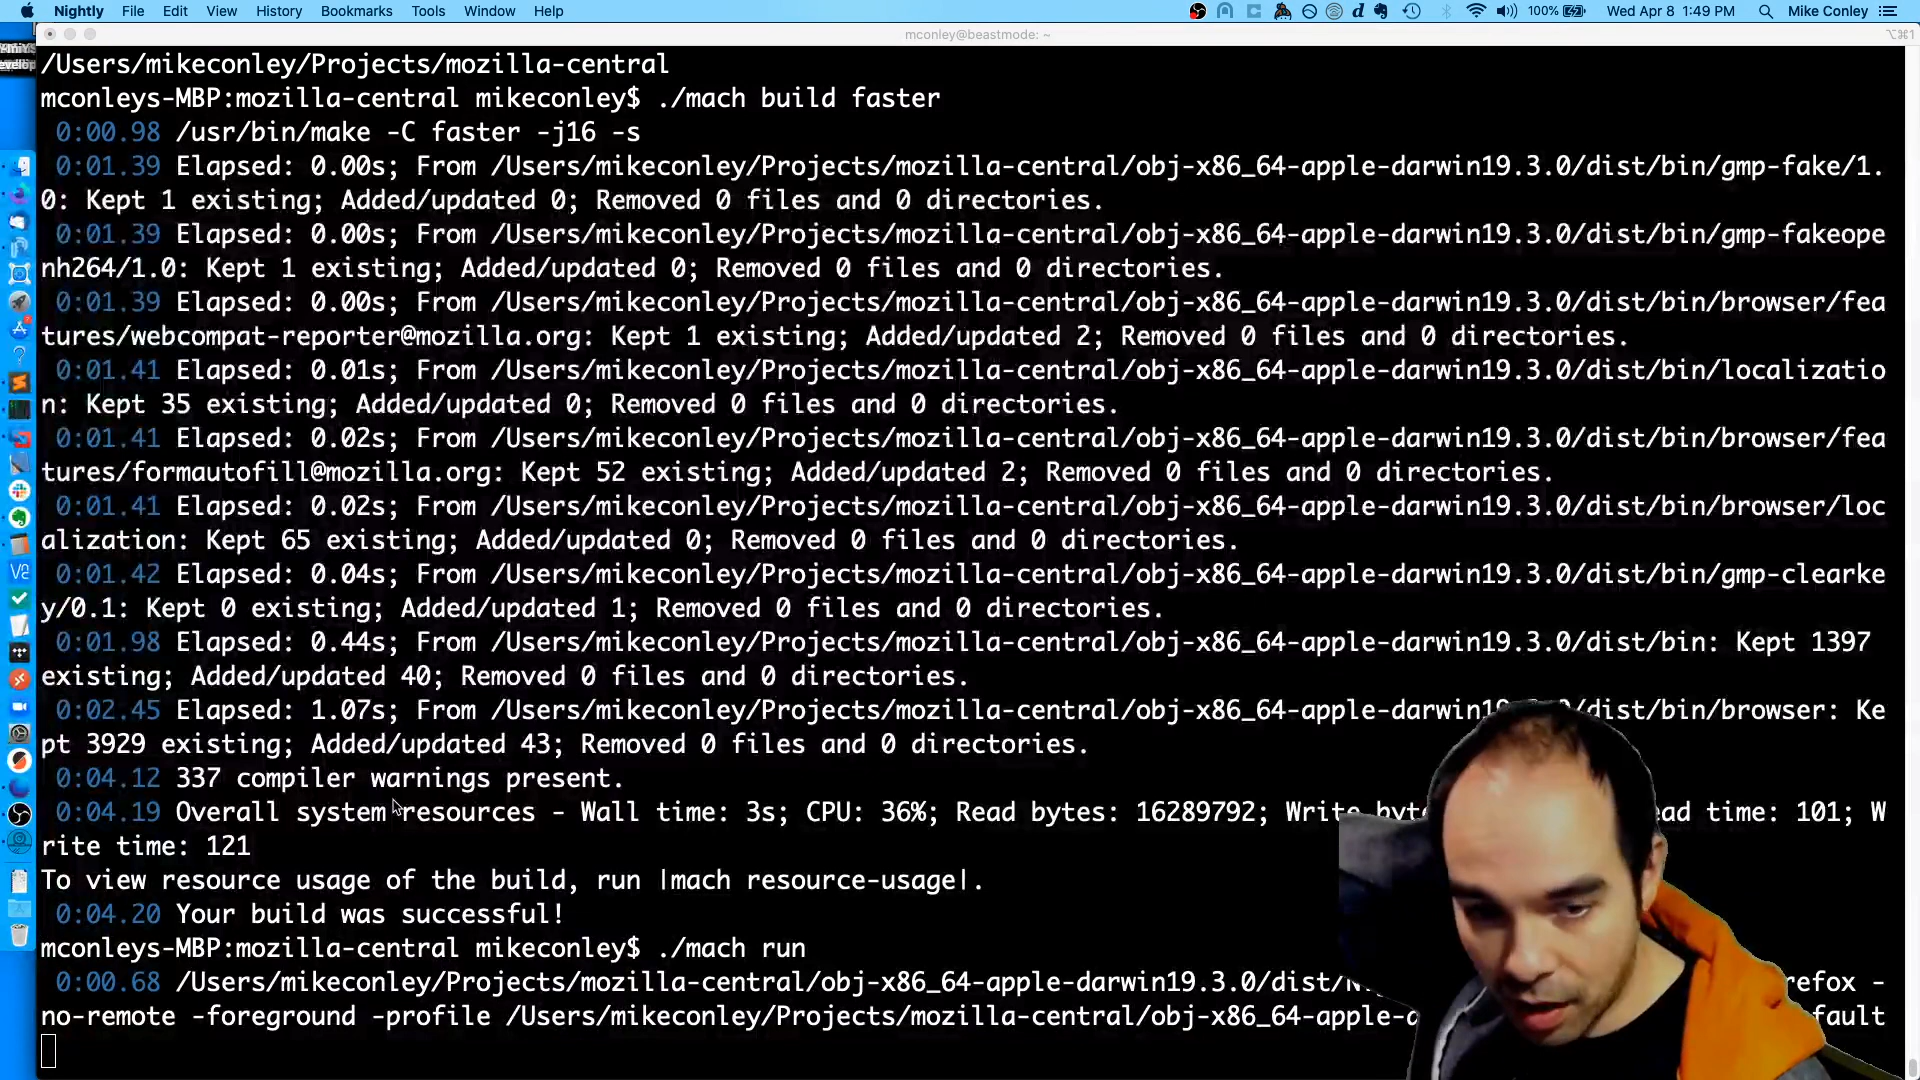 Nightly File Edit View History Bookmarks Tools Window Help 100% Wed Apr 8 1:49 PM Mike Conley
mconley@beastmode: ~ ⌥⌘1
/Users/mikeconley/Projects/mozilla-central
mconleys-MBP:mozilla-central mikeconley$ ./mach build faster
0:00.98 /usr/bin/make -C faster -j16 -s
0:01.39 Elapsed: 0.00s; From /Users/mikeconley/Projects/mozilla-central/obj-x86_64-apple-darwin19.3.0/dist/bin/gmp-fake/1.
0: Kept 1 existing; Added/updated 0; Removed 0 files and 0 directories.
0:01.39 Elapsed: 0.00s; From /Users/mikeconley/Projects/mozilla-central/obj-x86_64-apple-darwin19.3.0/dist/bin/gmp-fakeope
nh264/1.0: Kept 1 existing; Added/updated 0; Removed 0 files and 0 directories.
0:01.39 Elapsed: 0.00s; From /Users/mikeconley/Projects/mozilla-central/obj-x86_64-apple-darwin19.3.0/dist/bin/browser/fea
tures/webcompat-reporter@mozilla.org: Kept 1 existing; Added/updated 2; Removed 0 files and 0 directories.
0:01.41 Elapsed: 0.01s; From /Users/mikeconley/Projects/mozilla-central/obj-x86_64-apple-darwin19.3.0/dist/bin/localizatio
n: Kept 35 existing; Added/updated 0; Removed 0 files and 0 directories.
0:01.41 Elapsed: 0.02s; From /Users/mikeconley/Projects/mozilla-central/obj-x86_64-apple-darwin19.3.0/dist/bin/browser/fea
tures/formautofill@mozilla.org: Kept 52 existing; Added/updated 2; Removed 0 files and 0 directories.
0:01.41 Elapsed: 0.02s; From /Users/mikeconley/Projects/mozilla-central/obj-x86_64-apple-darwin19.3.0/dist/bin/browser/loc
alization: Kept 65 existing; Added/updated 0; Removed 0 files and 0 directories.
0:01.42 Elapsed: 0.04s; From /Users/mikeconley/Projects/mozilla-central/obj-x86_64-apple-darwin19.3.0/dist/bin/gmp-clearke
y/0.1: Kept 0 existing; Added/updated 1; Removed 0 files and 0 directories.
0:01.98 Elapsed: 0.44s; From /Users/mikeconley/Projects/mozilla-central/obj-x86_64-apple-darwin19.3.0/dist/bin: Kept 1397
existing; Added/updated 40; Removed 0 files and 0 directories.
0:02.45 Elapsed: 1.07s; From /Users/mikeconley/Projects/mozilla-central/obj-x86_64-apple-darwin19.3.0/dist/bin/browser: Ke
pt 3929 existing; Added/updated 43; Removed 0 files and 0 directories.
0:04.12 337 compiler warnings present.
0:04.19 Overall system resources - Wall time: 3s; CPU: 36%; Read bytes: 16289792; Write byt ead time: 101; W
rite time: 121
To view resource usage of the build, run |mach resource-usage|.
0:04.20 Your build was successful!
mconleys-MBP:mozilla-central mikeconley$ ./mach run
0:00.68 /Users/mikeconley/Projects/mozilla-central/obj-x86_64-apple-darwin19.3.0/dist/N refox -
no-remote -foreground -profile /Users/mikeconley/Projects/mozilla-central/obj-x86_64-apple-d fault